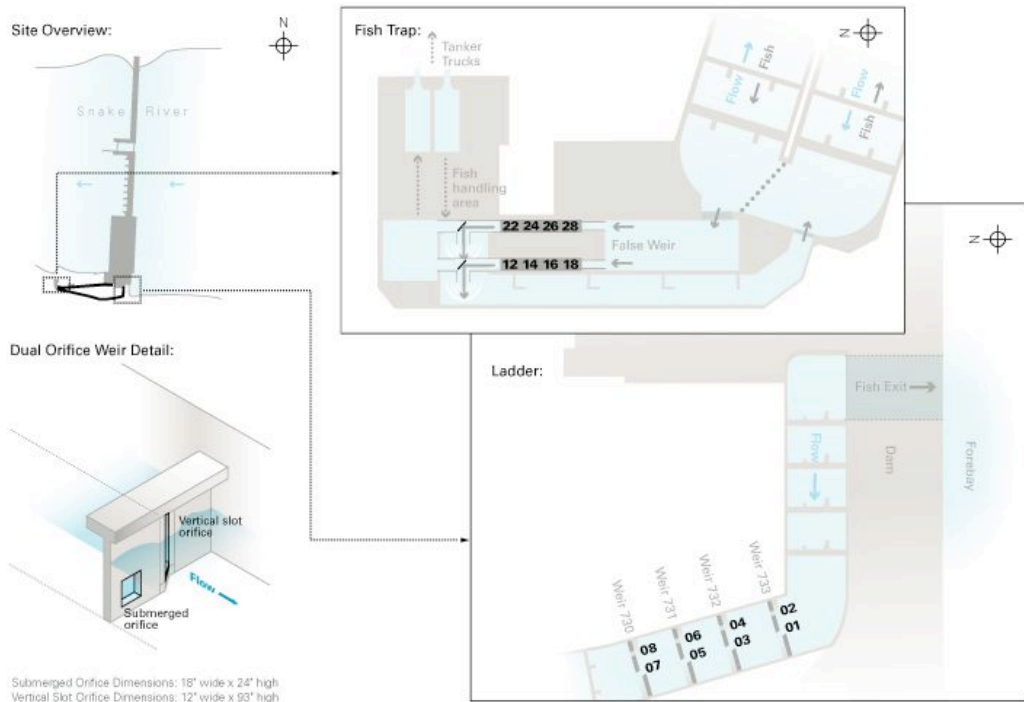 Site Overview:
N
Snake River
Fish Trap:
N
Tanker
Trucks
Flow
Fish
Flow
Fish
Fish
handling
area
22 24 26 28
False Weir
12 14 16 18
Dual Orifice Weir Detail:
Vertical slot
orifice
Flow
Submerged
orifice
Submerged Orifice Dimensions: 18" wide x 24" high
Vertical Slot Orifice Dimensions: 12" wide x 93" high
N
Ladder:
Fish Exit
Flow
Dam
Forebay
Weir 730
Weir 731
Weir 732
Weir 733
08
07
06
05
04
03
02
01